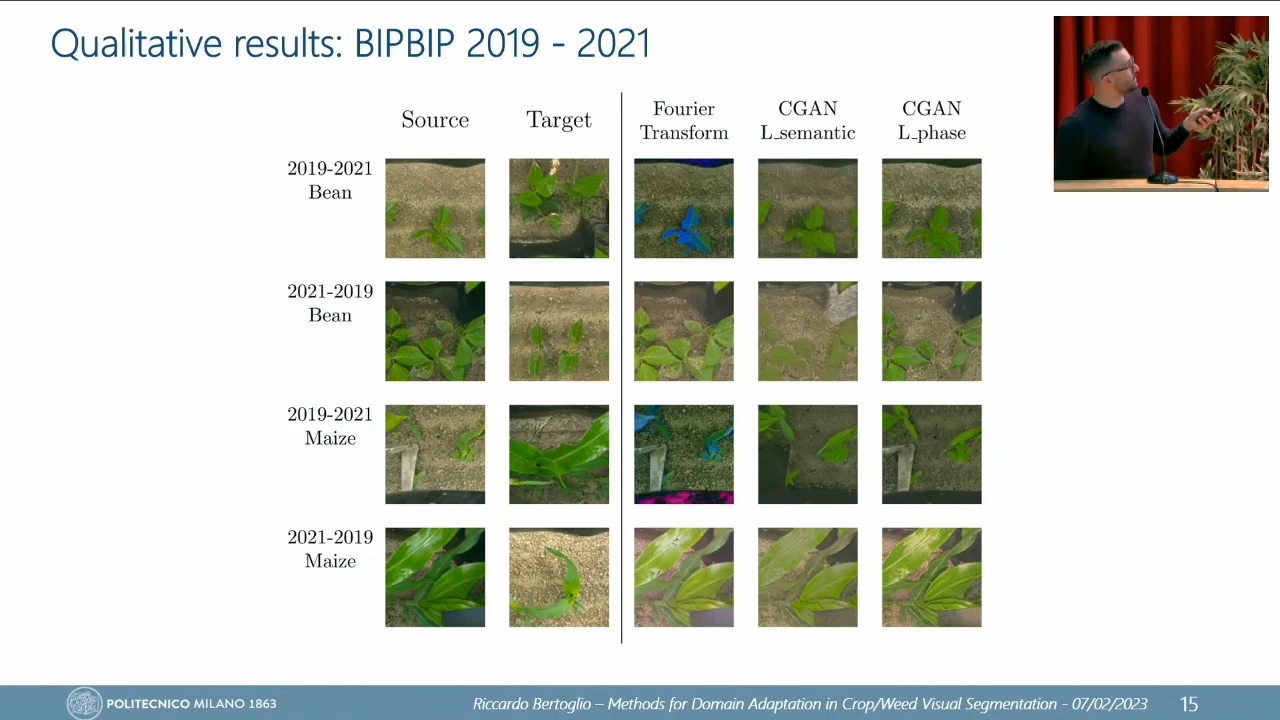 Qualitative results: BIPBIP 2019 - 2021
Source
Target
Fourier
Transform
CGAN
L_semantic
CGAN
L_phase
2019-2021
Bean
2021-2019
Bean
2019-2021
Maize
2021-2019
Maize
POLITECNICO MILANO 1863
Riccardo Bertoglio – Methods for Domain Adaptation in Crop/Weed Visual Segmentation - 07/02/2023
15